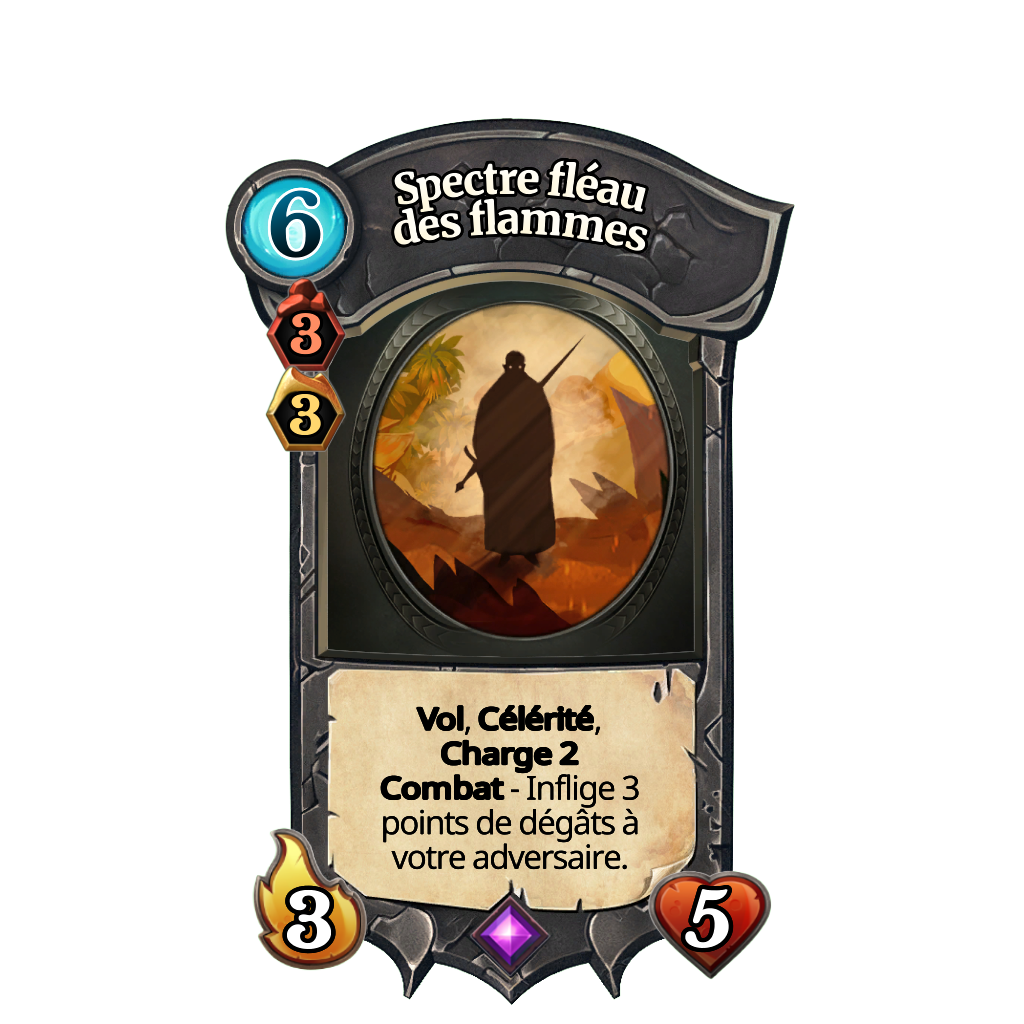 Spectre fléau
des flammes
6
3
3
Vol, Célérité,
Charge 2
Combat - Inflige 3
points de dégâts à
votre adversaire.
3
5